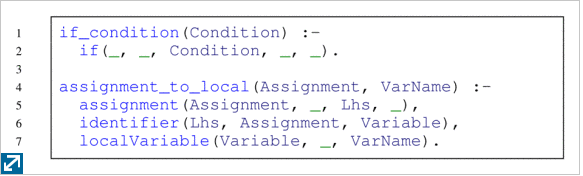 1 if_condition(Condition) :-
2 if(_, _, Condition, _, _).
3
4 assignment_to_local(Assignment, VarName) :-
5 assignment(Assignment, _, Lhs, _),
6 identifier(Lhs, Assignment, Variable),
7 localVariable(Variable, _, VarName).